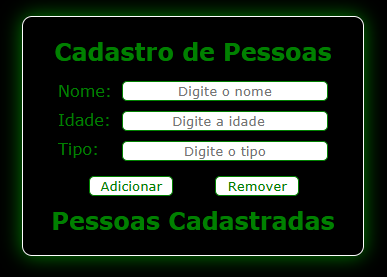 Cadastro de Pessoas
Nome: Digite o nome
Idade: Digite a idade
Tipo: Digite o tipo
Adicionar Remover
Pessoas Cadastradas